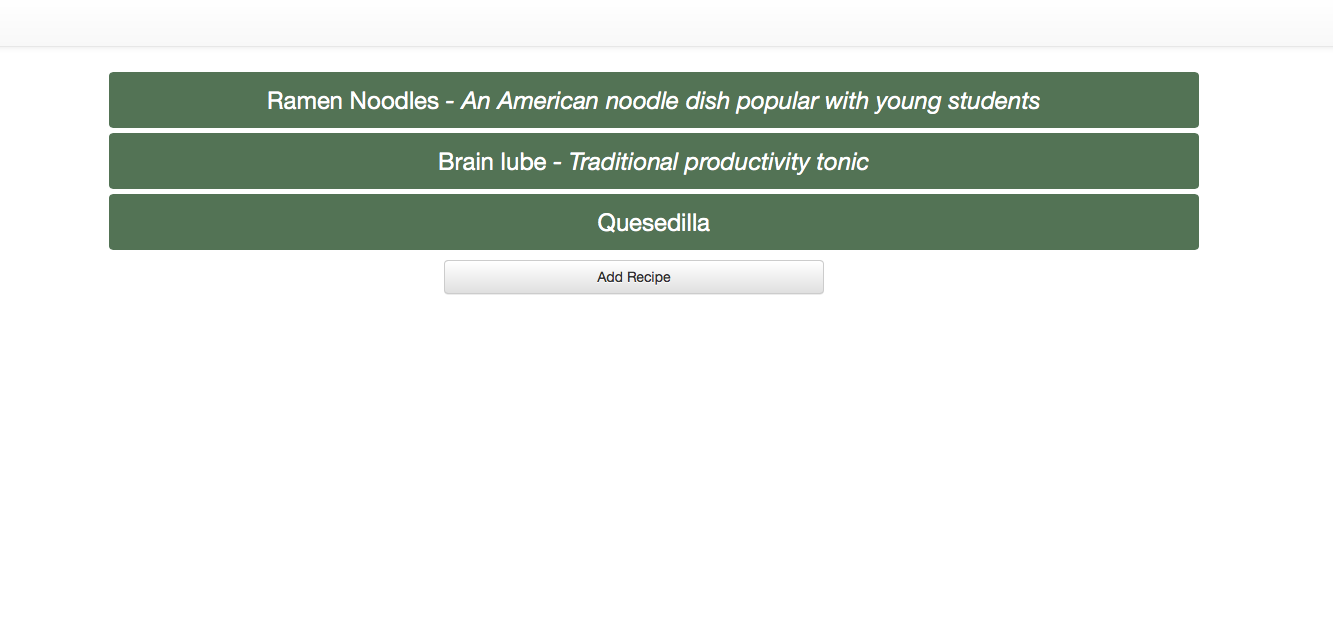 Ramen Noodles - An American noodle dish popular with young students
Brain lube - Traditional productivity tonic
Quesedilla
Add Recipe